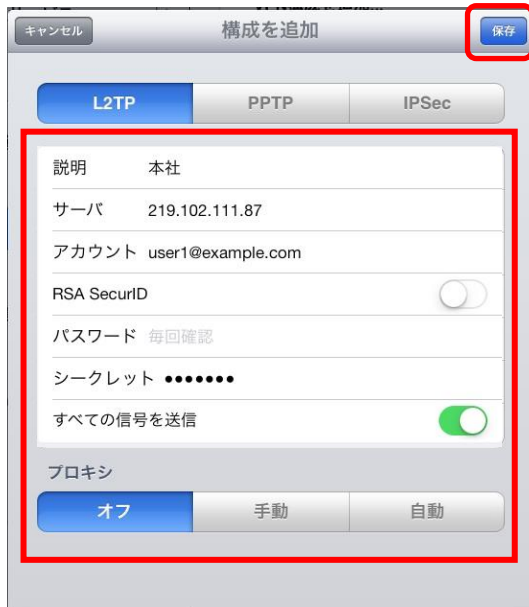 キャンセル 構成を追加 保存
L2TP PPTP IPSec
説明 本社
サーバ 219.102.111.87
アカウント user1@example.com
RSA SecurID
パスワード 毎回確認
シークレット ●●●●●●●
すべての信号を送信
プロキシ
オフ 手動 自動